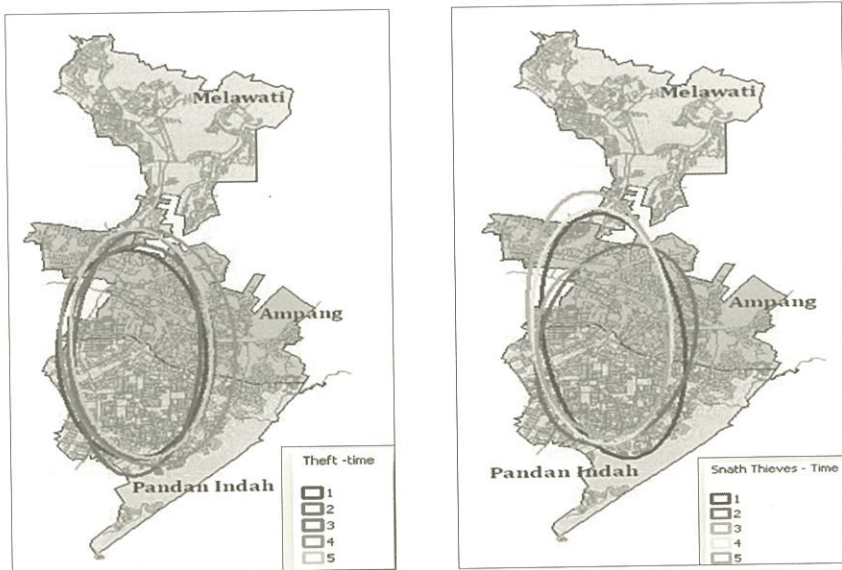 Melawati
Ampang
Pandan Indah
Theft -time
1
2
3
4
5
Melawati
Ampang
Pandan Indah
Snath Thieves - Time
1
2
3
4
5